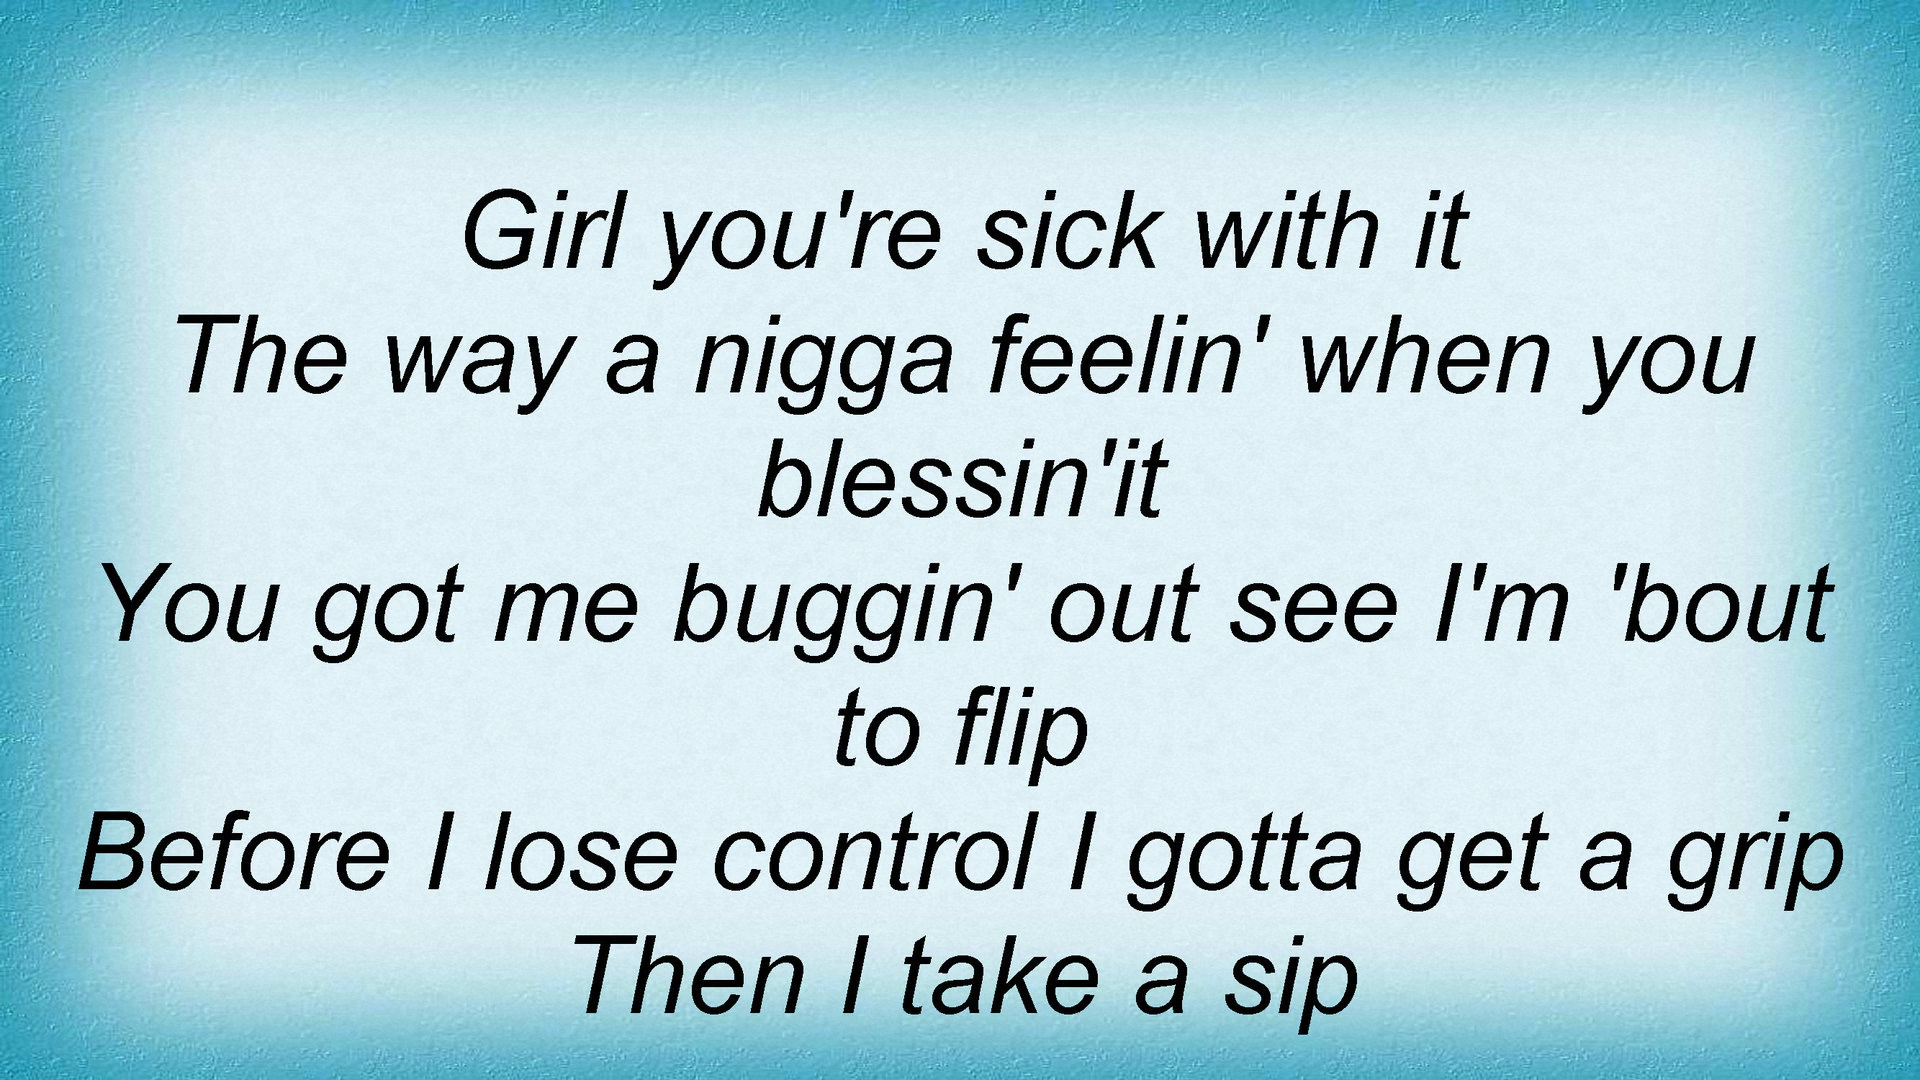 Girl you're sick with it
The way a nigga feelin' when you
blessin'it
You got me buggin' out see I'm 'bout
to flip
Before I lose control I gotta get a grip
Then I take a sip